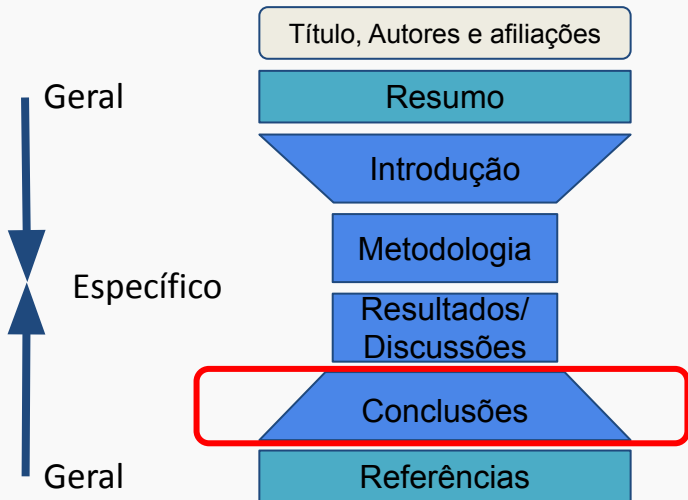 Título, Autores e afiliações
Geral
Resumo
Introdução
Metodologia
Específico
Resultados/
Discussões
Conclusões
Geral
Referências